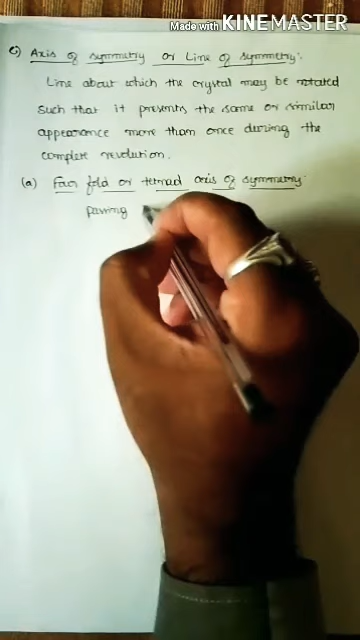 Made with KINEMASTER
c) Axis of symmetry or Line of symmetry:
Line about which the crystal may be rotated
such that it presents the same or similar
appearance more than once during the
complete revolution.
(a) Four fold or tetrad axis of symmetry:
passing